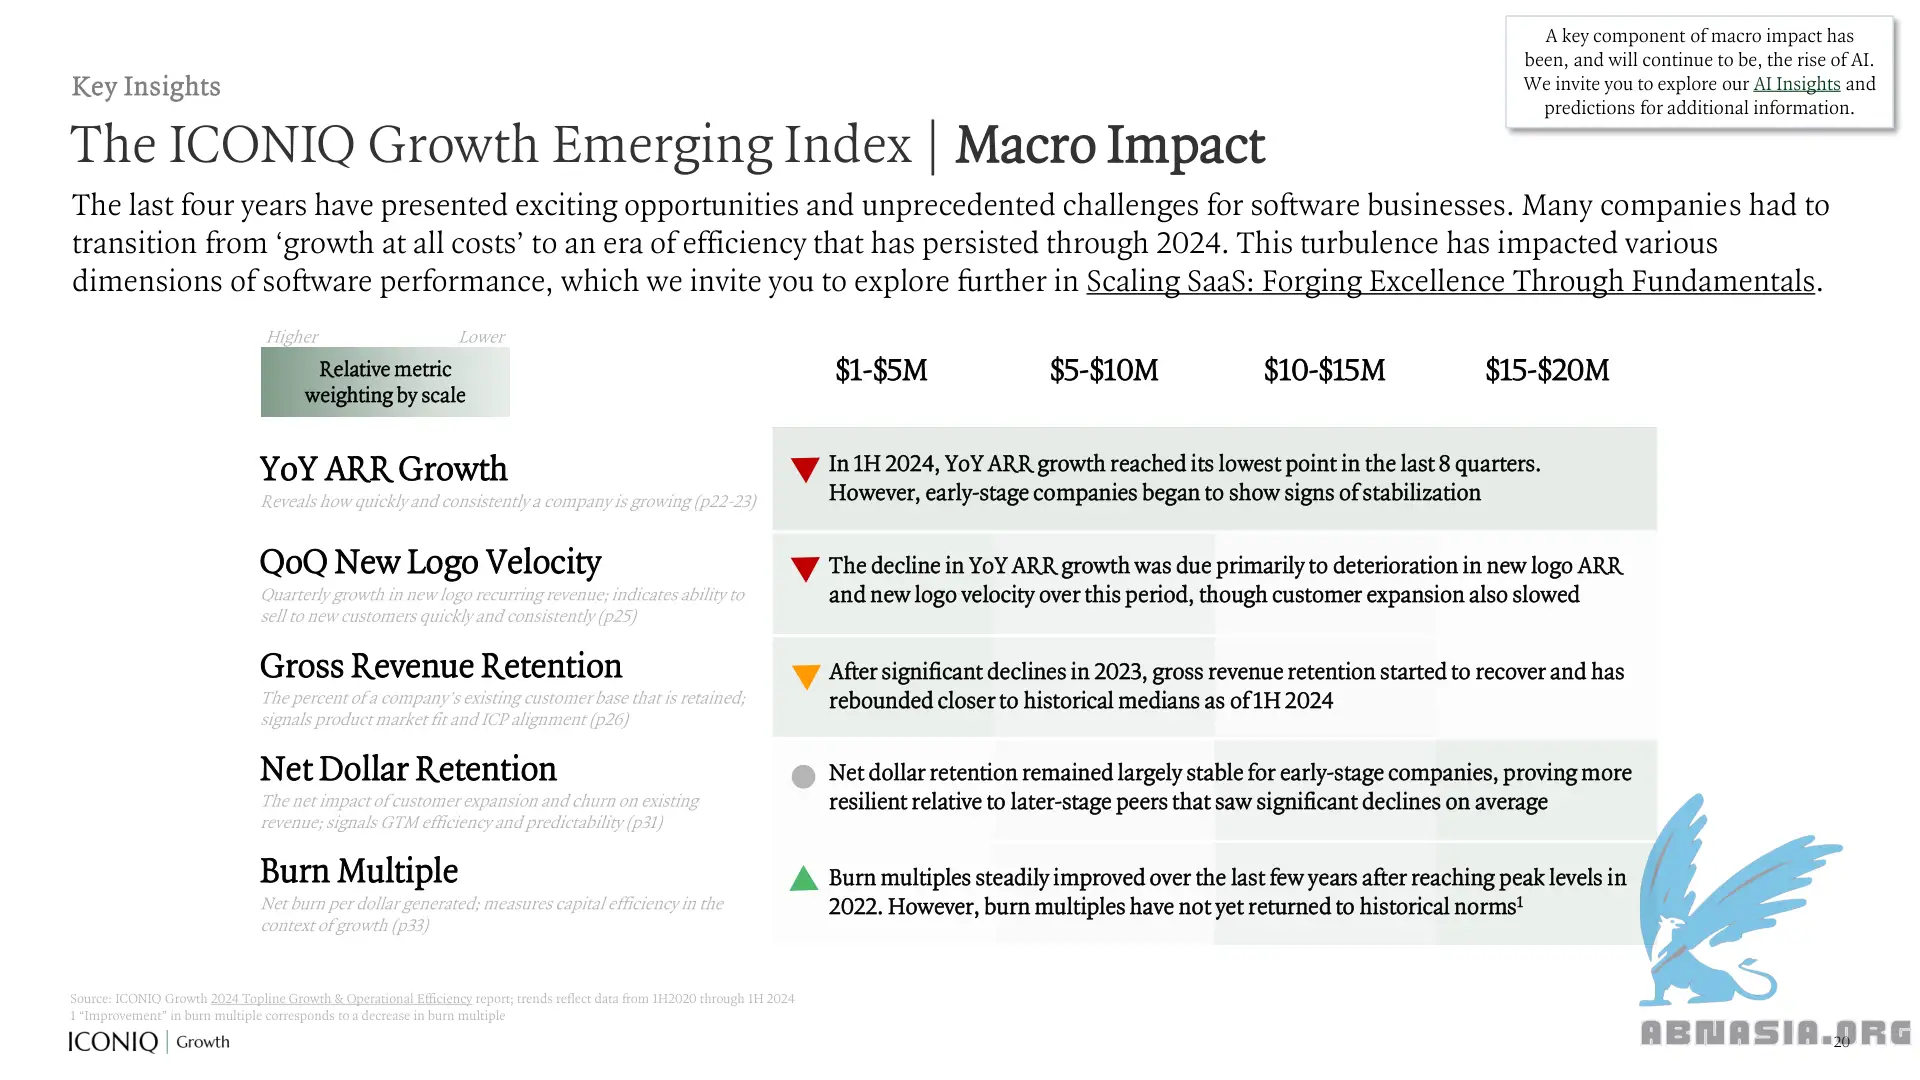 A key component of macro impact has
been, and will continue to be, the rise of AI.
We invite you to explore our AI Insights and
predictions for additional information.
Key Insights
The ICONIQ Growth Emerging Index | Macro Impact
The last four years have presented exciting opportunities and unprecedented challenges for software businesses. Many companies had to
transition from ‘growth at all costs’ to an era of efficiency that has persisted through 2024. This turbulence has impacted various
dimensions of software performance, which we invite you to explore further in Scaling SaaS: Forging Excellence Through Fundamentals.
Higher Lower
Relative metric
weighting by scale
$1-$5M $5-$10M $10-$15M $15-$20M
YoY ARR Growth
Reveals how quickly and consistently a company is growing (p22-23)
In 1H 2024, YoY ARR growth reached its lowest point in the last 8 quarters.
However, early-stage companies began to show signs of stabilization
QoQ New Logo Velocity
Quarterly growth in new logo recurring revenue; indicates ability to
sell to new customers quickly and consistently (p25)
The decline in YoY ARR growth was due primarily to deterioration in new logo ARR
and new logo velocity over this period, though customer expansion also slowed
Gross Revenue Retention
The percent of a company's existing customer base that is retained;
signals product market fit and ICP alignment (p26)
After significant declines in 2023, gross revenue retention started to recover and has
rebounded closer to historical medians as of 1H 2024
Net Dollar Retention
The net impact of customer expansion and churn on existing
revenue; signals GTM efficiency and predictability (p31)
Net dollar retention remained largely stable for early-stage companies, proving more
resilient relative to later-stage peers that saw significant declines on average
Burn Multiple
Net burn per dollar generated; measures capital efficiency in the
context of growth (p33)
Burn multiples steadily improved over the last few years after reaching peak levels in
2022. However, burn multiples have not yet returned to historical norms¹
Source: ICONIQ Growth 2024 Topline Growth & Operational Efficiency report; trends reflect data from 1H2020 through 1H 2024
1 “Improvement” in burn multiple corresponds to a decrease in burn multiple
ICONIQ | Growth
ABNASIA.ORG
20